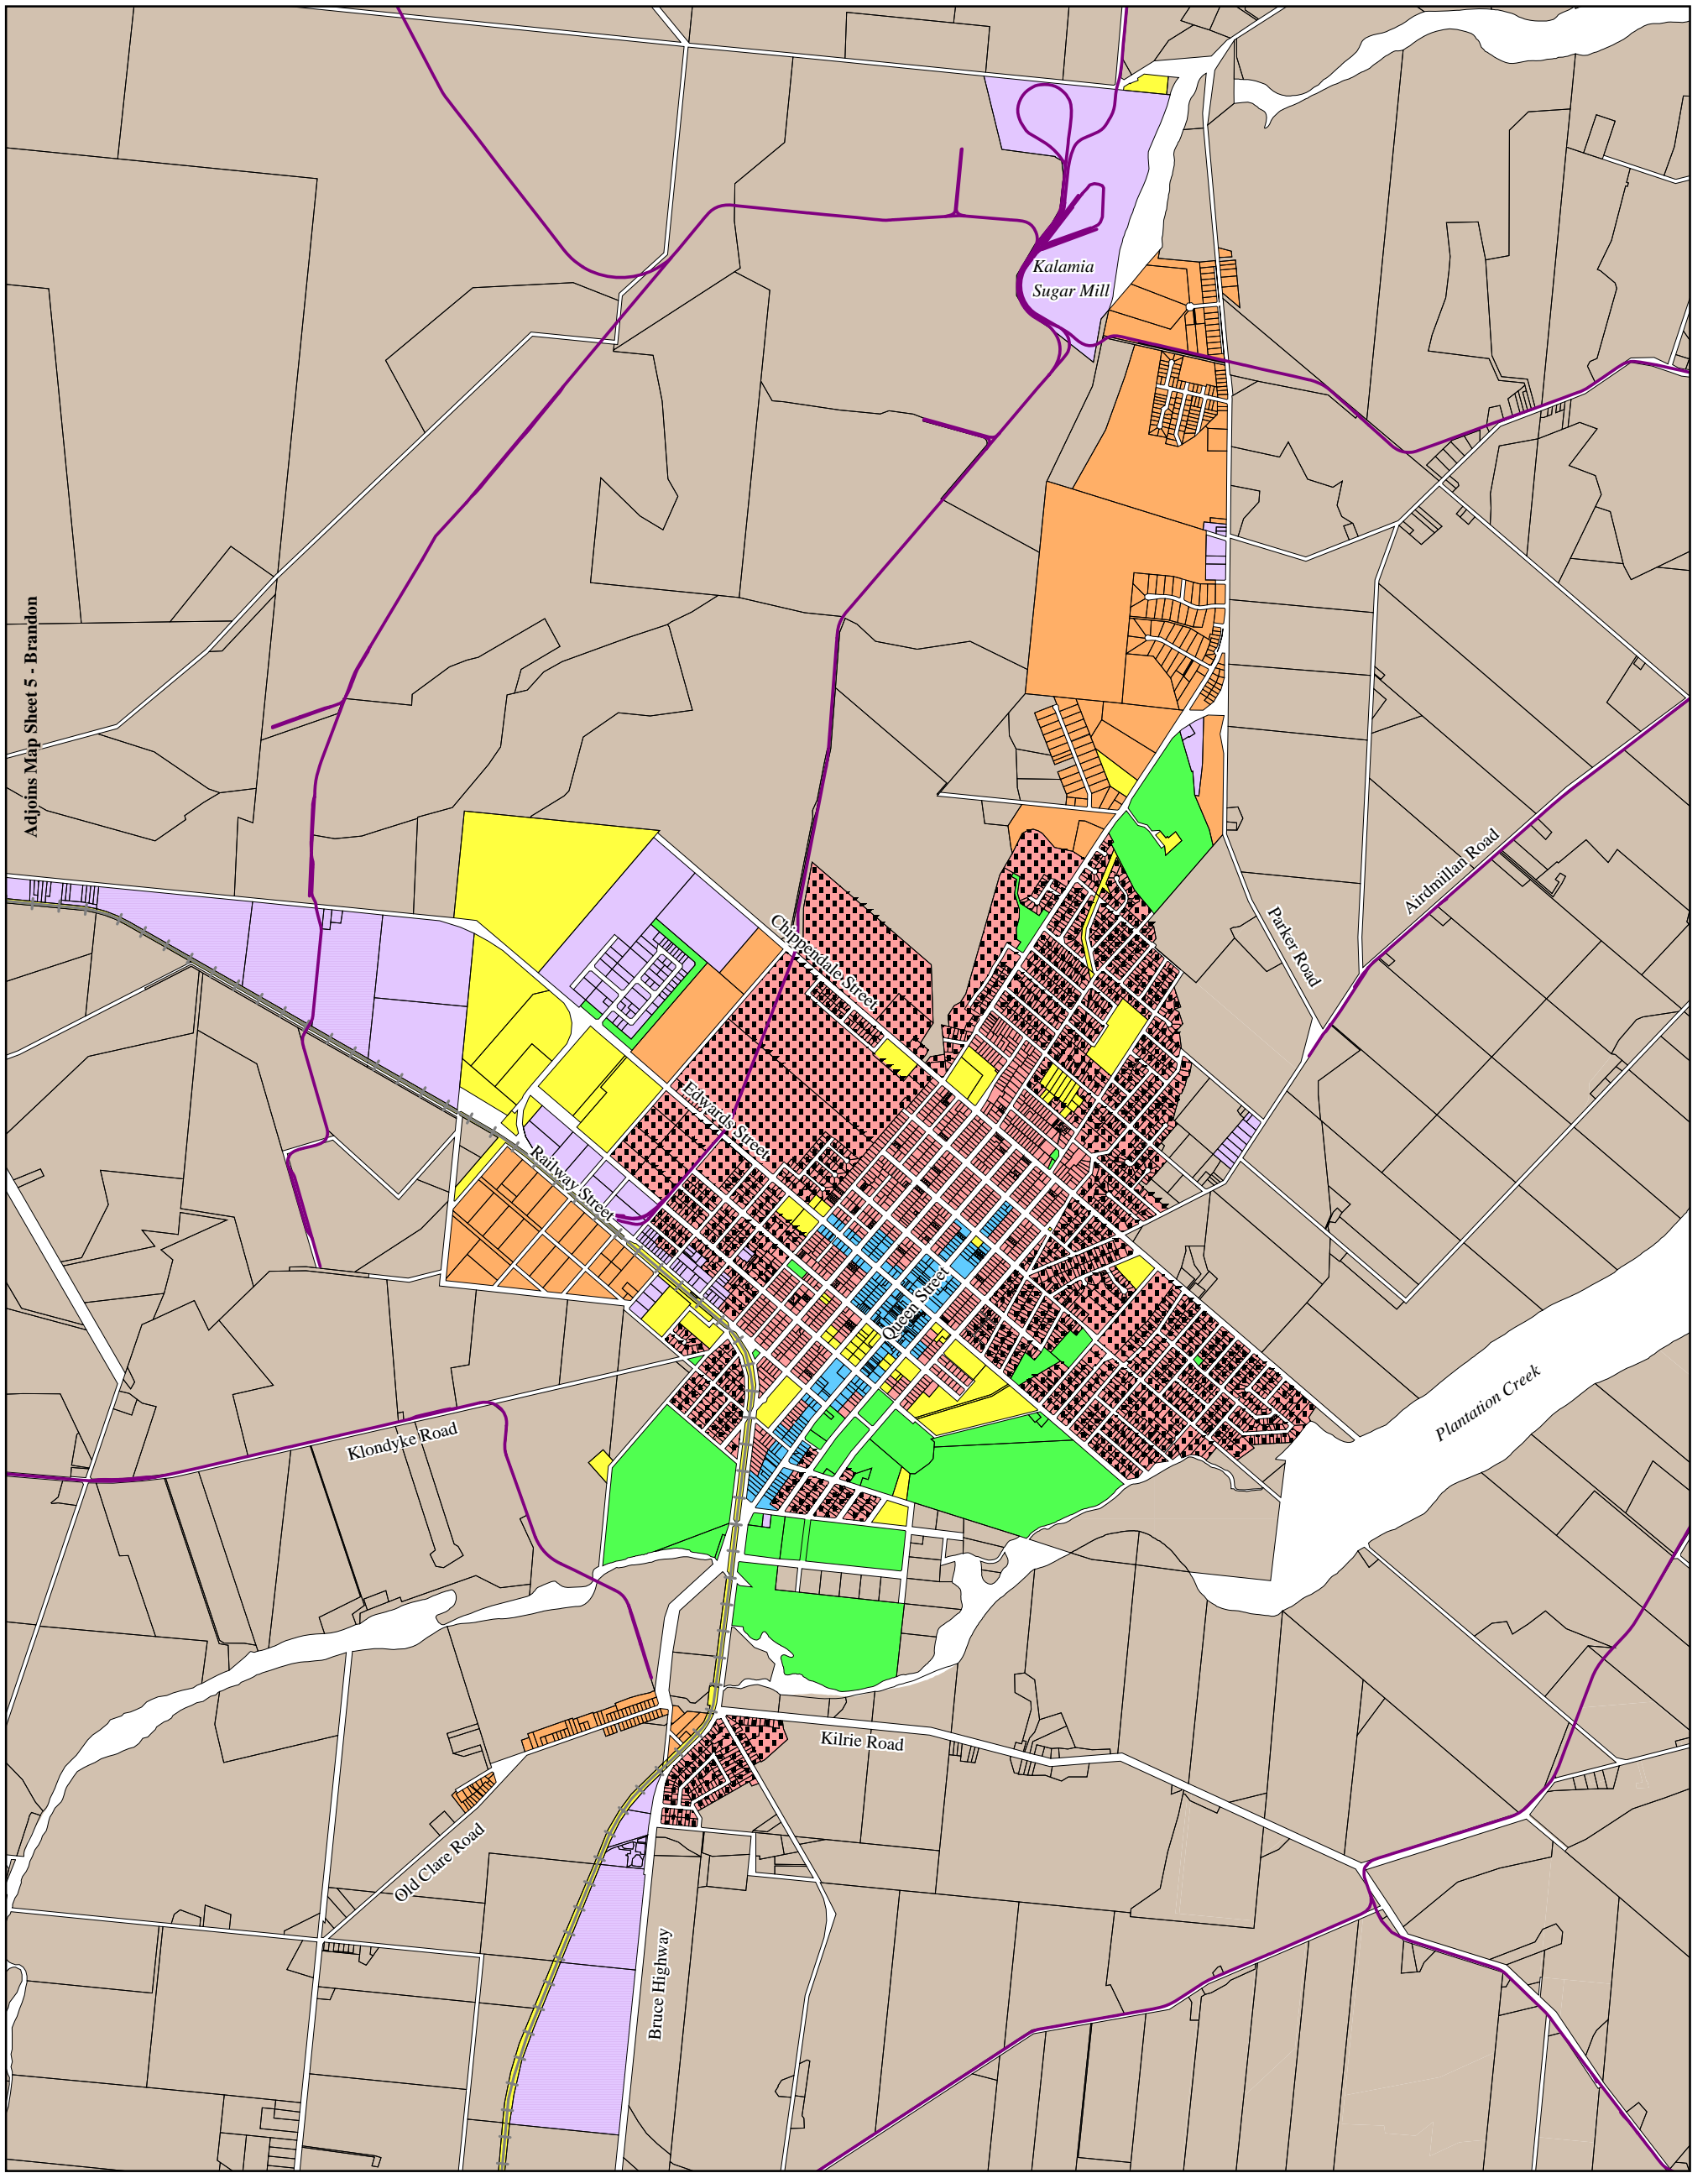 Kalamia
Sugar Mill
Adjoins Map Sheet 5 - Brandon
Airdmillan Road
Parker Road
Chippendale Street
Edwards Street
Railway Street
Queen Street
Plantation Creek
Klondyke Road
Kilrie Road
Old Clare Road
Bruce Highway